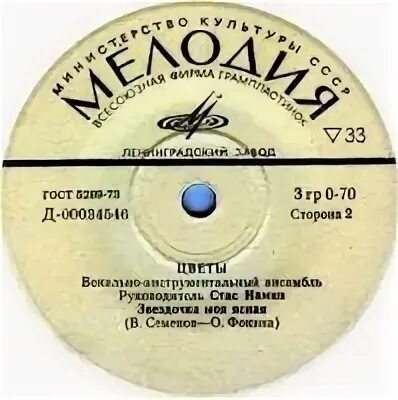 МИНИСТЕРСТВО КУЛЬТУРЫ СССР
МЕЛОДИЯ
ВСЕСОЮЗНАЯ ФИРМА ГРАМПЛАСТИНОК
▽33
ЛЕНИНГРАДСКИЙ ЗАВОД
ГОСТ 5289-73
3 гр 0-70
Д-00034546
Сторона 2
ЦВЕТЫ
Вокально-инструментальный ансамбль
Руководитель Стас Намин
Звездочка моя ясная
(В. Семенов—О. Фокина)